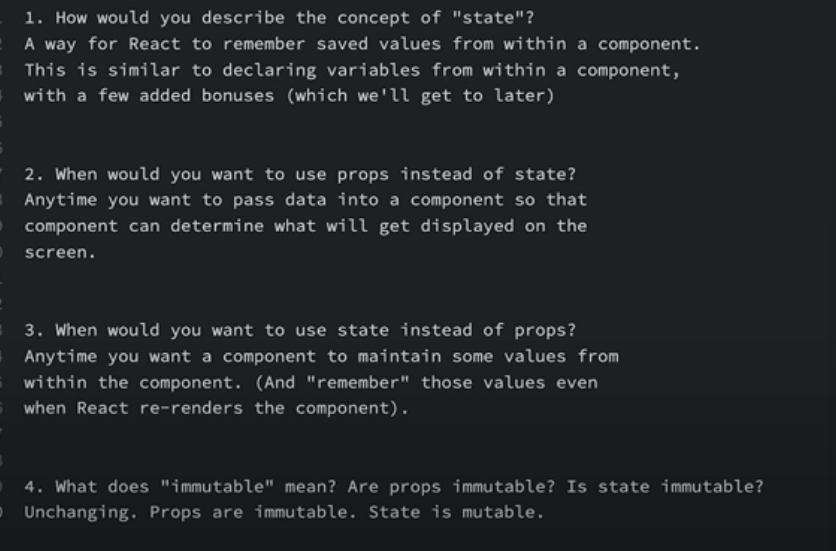 1. How would you describe the concept of "state"?
A way for React to remember saved values from within a component.
This is similar to declaring variables from within a component,
with a few added bonuses (which we'll get to later)
2. When would you want to use props instead of state?
Anytime you want to pass data into a component so that
component can determine what will get displayed on the
screen.
3. When would you want to use state instead of props?
Anytime you want a component to maintain some values from
within the component. (And "remember" those values even
when React re-renders the component).
4. What does "immutable" mean? Are props immutable? Is state immutable?
Unchanging. Props are immutable. State is mutable.